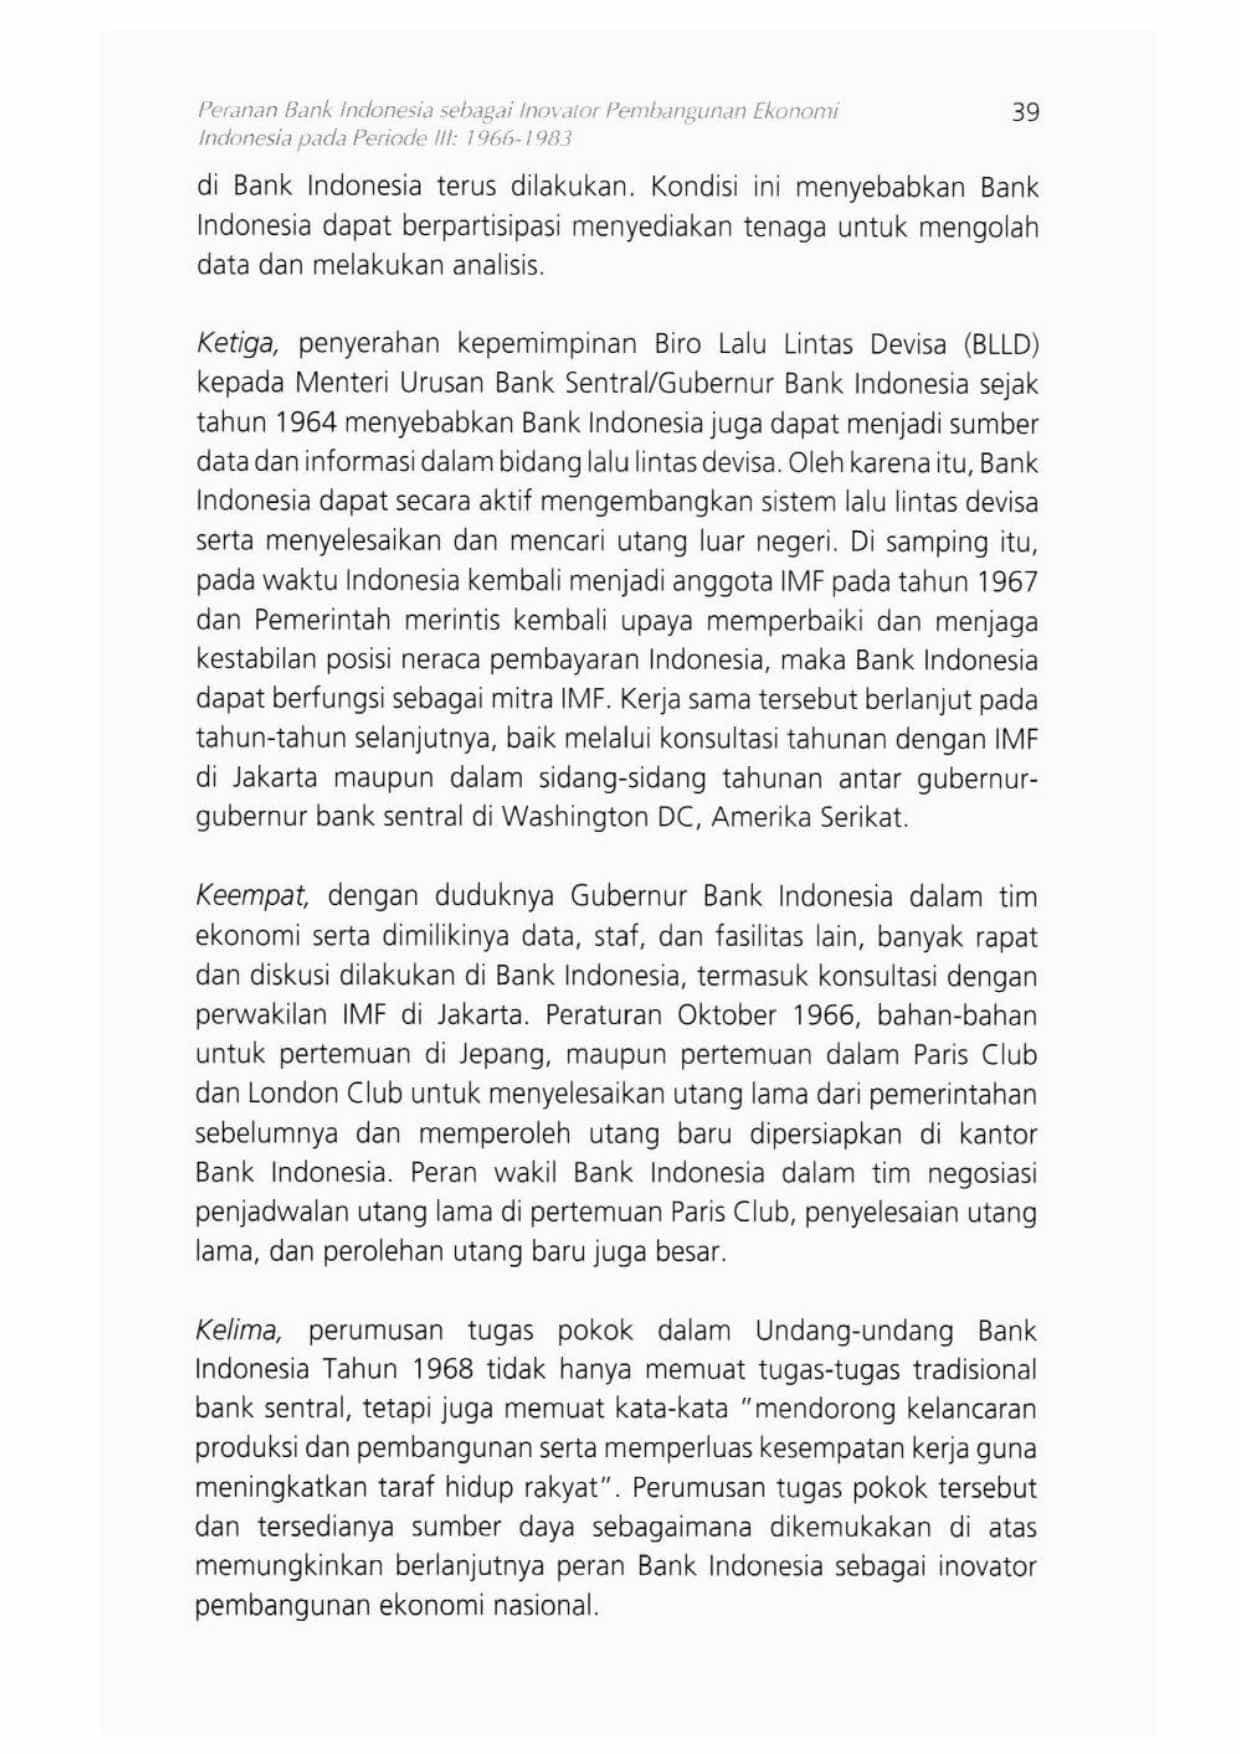 Peranan Bank Indonesia sebagai Inovator Pembangunan Ekonomi
39
Indonesia pada Periode III: 1966-1983
di Bank Indonesia terus dilakukan. Kondisi ini menyebabkan Bank
Indonesia dapat berpartisipasi menyediakan tenaga untuk mengolah
data dan melakukan analisis.
Ketiga, penyerahan kepemimpinan Biro Lalu Lintas Devisa (BLLD)
kepada Menteri Urusan Bank Sentral/Gubernur Bank Indonesia sejak
tahun 1964 menyebabkan Bank Indonesia juga dapat menjadi sumber
data dan informasi dalam bidang lalu lintas devisa. Oleh karena itu, Bank
Indonesia dapat secara aktif mengembangkan sistem lalu lintas devisa
serta menyelesaikan dan mencari utang luar negeri. Di samping itu,
pada waktu Indonesia kembali menjadi anggota IMF pada tahun 1967
dan Pemerintah merintis kembali upaya memperbaiki dan menjaga
kestabilan posisi neraca pembayaran Indonesia, maka Bank Indonesia
dapat berfungsi sebagai mitra IMF. Kerja sama tersebut berlanjut pada
tahun-tahun selanjutnya, baik melalui konsultasi tahunan dengan IMF
di Jakarta maupun dalam sidang-sidang tahunan antar gubernur-
gubernur bank sentral di Washington DC, Amerika Serikat.
Keempat, dengan duduknya Gubernur Bank Indonesia dalam tim
ekonomi serta dimilikinya data, staf, dan fasilitas lain, banyak rapat
dan diskusi dilakukan di Bank Indonesia, termasuk konsultasi dengan
perwakilan IMF di Jakarta. Peraturan Oktober 1966, bahan-bahan
untuk pertemuan di Jepang, maupun pertemuan dalam Paris Club
dan London Club untuk menyelesaikan utang lama dari pemerintahan
sebelumnya dan memperoleh utang baru dipersiapkan di kantor
Bank Indonesia. Peran wakil Bank Indonesia dalam tim negosiasi
penjadwalan utang lama di pertemuan Paris Club, penyelesaian utang
lama, dan perolehan utang baru juga besar.
Kelima, perumusan tugas pokok dalam Undang-undang Bank
Indonesia Tahun 1968 tidak hanya memuat tugas-tugas tradisional
bank sentral, tetapi juga memuat kata-kata "mendorong kelancaran
produksi dan pembangunan serta memperluas kesempatan kerja guna
meningkatkan taraf hidup rakyat". Perumusan tugas pokok tersebut
dan tersedianya sumber daya sebagaimana dikemukakan di atas
memungkinkan berlanjutnya peran Bank Indonesia sebagai inovator
pembangunan ekonomi nasional.